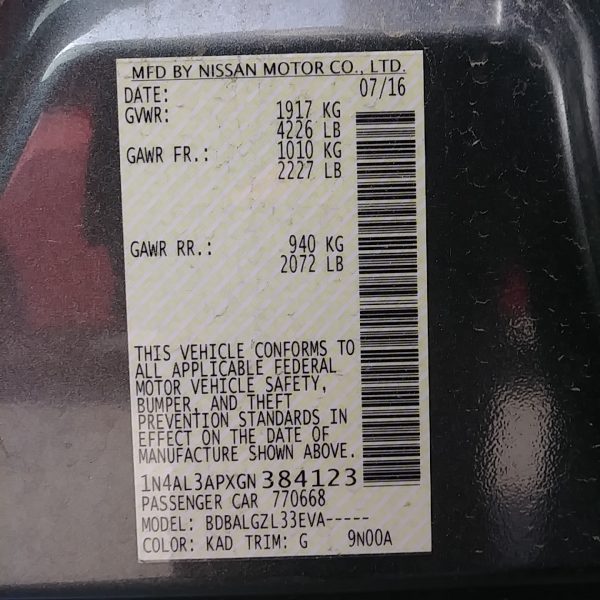 MFD BY NISSAN MOTOR CO., LTD.
DATE: 07/16
GVWR: 1917 KG
4226 LB
GAWR FR.: 1010 KG
2227 LB
GAWR RR.: 940 KG
2072 LB
THIS VEHICLE CONFORMS TO
ALL APPLICABLE FEDERAL
MOTOR VEHICLE SAFETY,
BUMPER, AND THEFT
PREVENTION STANDARDS IN
EFFECT ON THE DATE OF
MANUFACTURE SHOWN ABOVE.
1N4AL3APXGN384123
PASSENGER CAR 770668
MODEL: BDBALGZL33EVA-----
COLOR: KAD TRIM: G 9N00A